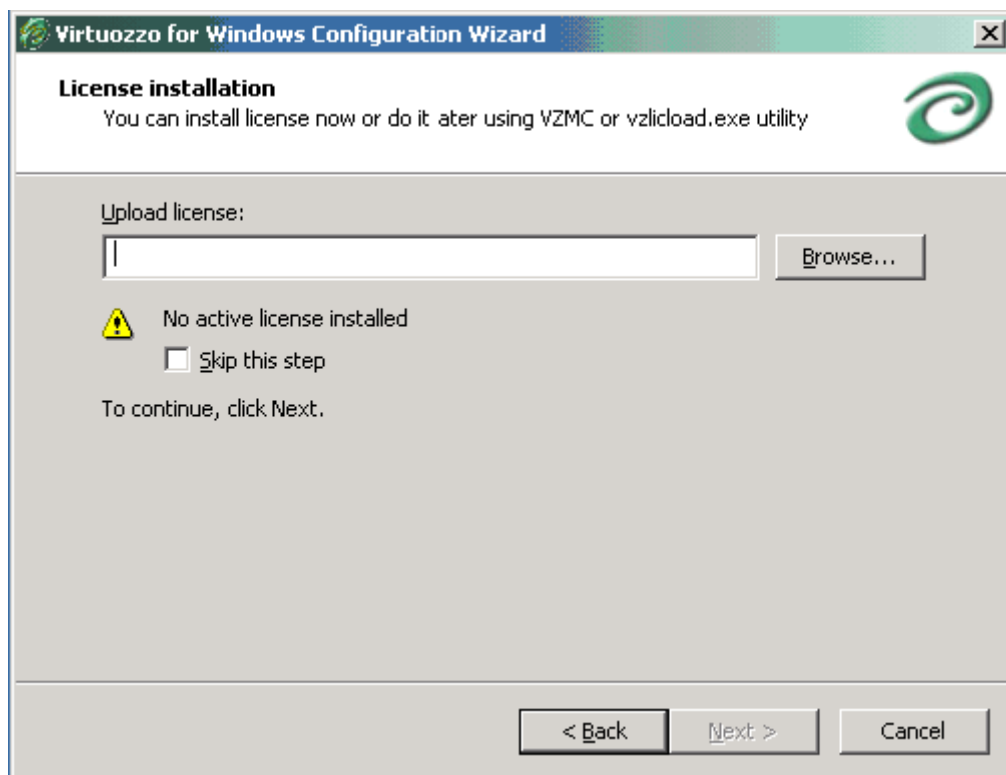 Virtuozzo for Windows Configuration Wizard
License installation
You can install license now or do it ater using VZMC or vzlicload.exe utility
Upload license:
Browse...
No active license installed
Skip this step
To continue, click Next.
< Back Next > Cancel